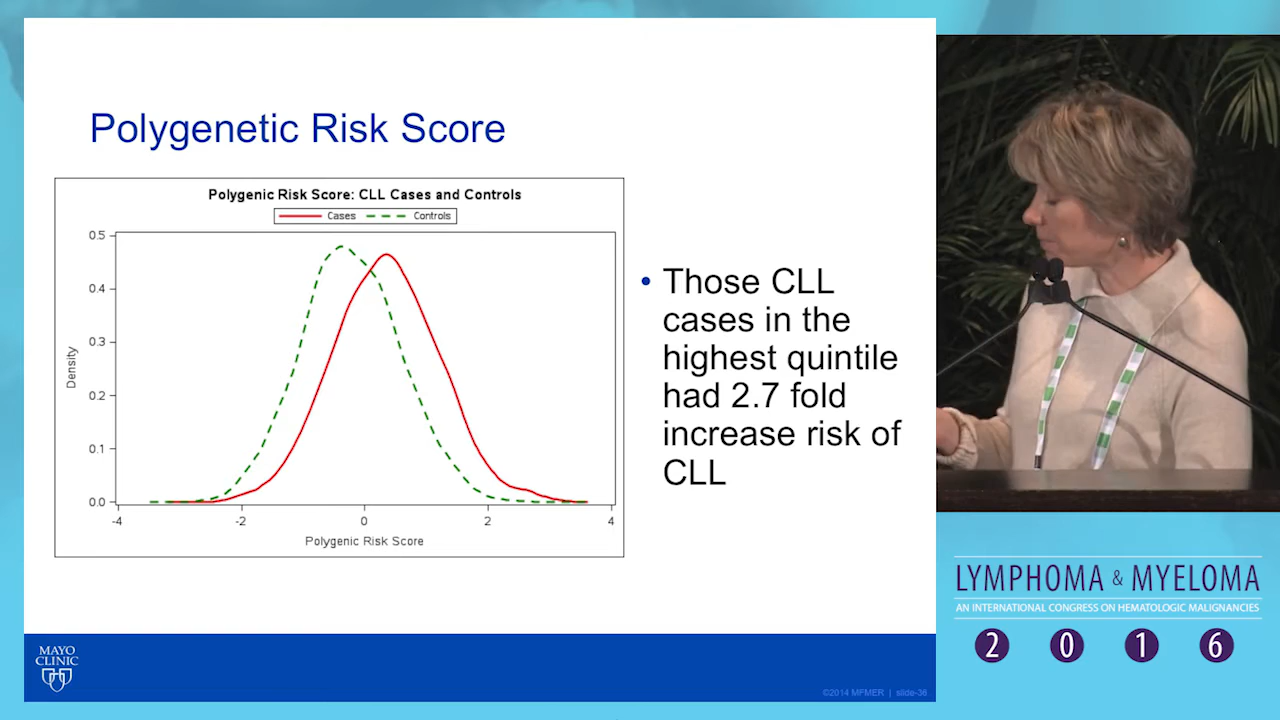 Polygenetic Risk Score
Polygenic Risk Score: CLL Cases and Controls
Cases Controls
0.5
0.4
0.3
0.2
0.1
0.0
Density
-4 -2 0 2 4
Polygenic Risk Score
• Those CLL
cases in the
highest quintile
had 2.7 fold
increase risk of
CLL
MAYO
CLINIC
©2014 MFMER | slide-36
LYMPHOMA & MYELOMA
AN INTERNATIONAL CONGRESS ON HEMATOLOGIC MALIGNANCIES
2 0 1 6